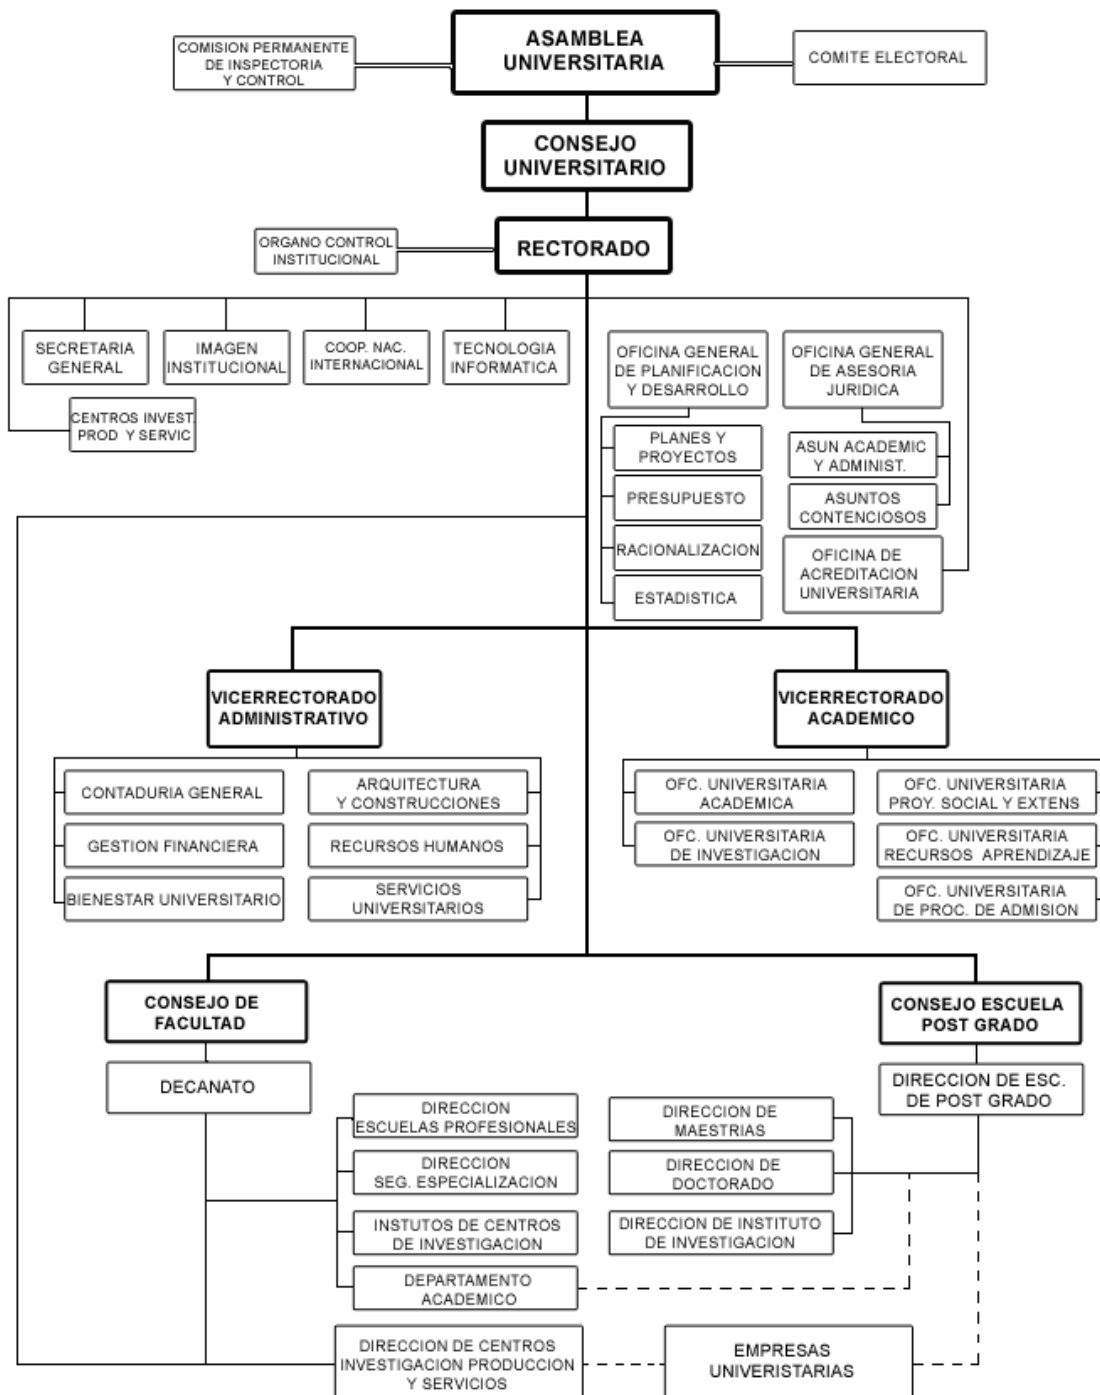 COMISION PERMANENTE
DE INSPECTORIA
Y CONTROL
ASAMBLEA
UNIVERSITARIA
COMITE ELECTORAL
CONSEJO
UNIVERSITARIO
ORGANO CONTROL
INSTITUCIONAL
RECTORADO
SECRETARIA
GENERAL
IMAGEN
INSTITUCIONAL
COOP. NAC.
INTERNACIONAL
TECNOLOGIA
INFORMATICA
OFICINA GENERAL
DE PLANIFICACION
Y DESARROLLO
OFICINA GENERAL
DE ASESORIA
JURIDICA
CENTROS INVEST.
PROD Y SERVIC
PLANES Y
PROYECTOS
PRESUPUESTO
RACIONALIZACION
ESTADISTICA
ASUN ACADEMIC
Y ADMINIST.
ASUNTOS
CONTENCIOSOS
OFICINA DE
ACREDITACION
UNIVERSITARIA
VICERRECTORADO
ADMINISTRATIVO
VICERRECTORADO
ACADEMICO
CONTADURIA GENERAL
ARQUITECTURA
Y CONSTRUCCIONES
GESTION FINANCIERA
RECURSOS HUMANOS
BIENESTAR UNIVERSITARIO
SERVICIOS
UNIVERSITARIOS
OFC. UNIVERSITARIA
ACADEMICA
OFC. UNIVERSITARIA
PROY. SOCIAL Y EXTENS
OFC. UNIVERSITARIA
DE INVESTIGACION
OFC. UNIVERSITARIA
RECURSOS APRENDIZAJE
OFC. UNIVERSITARIA
DE PROC. DE ADMISION
CONSEJO DE
FACULTAD
CONSEJO ESCUELA
POST GRADO
DECANATO
DIRECCION DE ESC.
DE POST GRADO
DIRECCION
ESCUELAS PROFESIONALES
DIRECCION
SEG. ESPECIALIZACION
INSTUTOS DE CENTROS
DE INVESTIGACION
DEPARTAMENTO
ACADEMICO
DIRECCION DE
MAESTRIAS
DIRECCION DE
DOCTORADO
DIRECCION DE INSTITUTO
DE INVESTIGACION
DIRECCION DE CENTROS
INVESTIGACION PRODUCCION
Y SERVICIOS
EMPRESAS
UNIVERISTARIAS